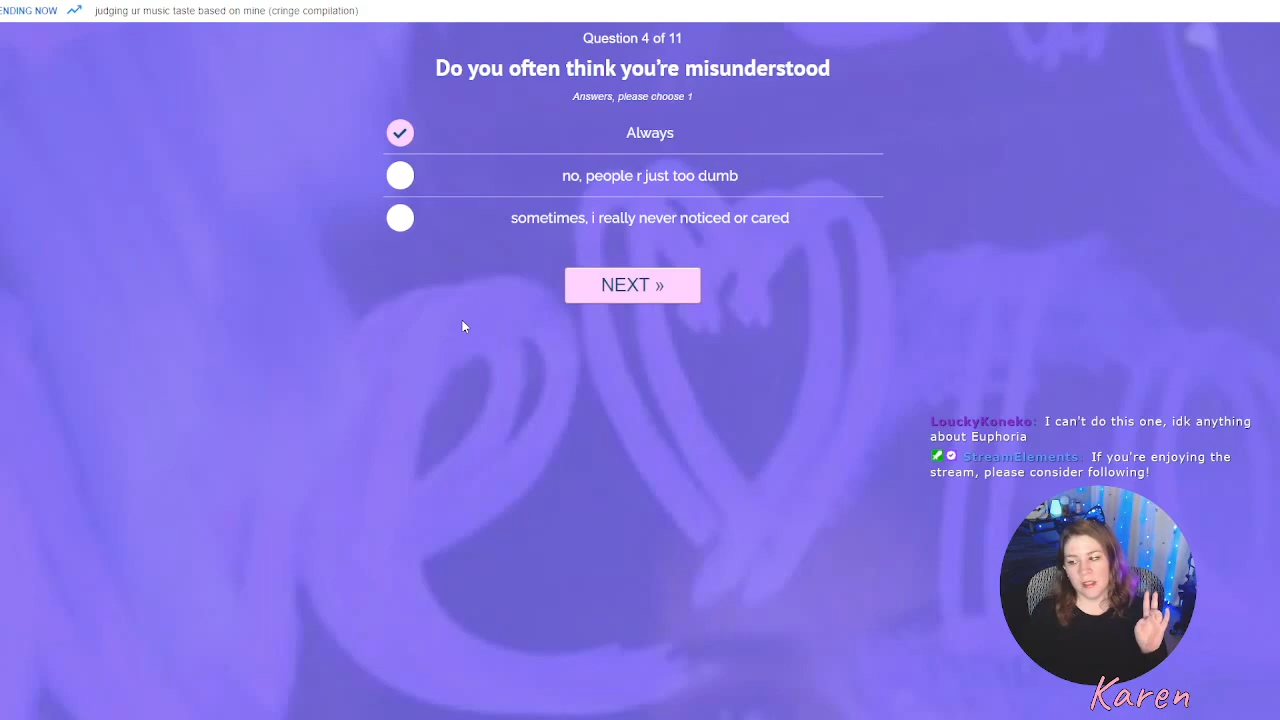 ENDING NOW judging ur music taste based on mine (cringe compilation)
Question 4 of 11
Do you often think you're misunderstood
Answers, please choose 1
Always
no, people r just too dumb
sometimes, i really never noticed or cared
NEXT »
LouckyKoneko: I can't do this one, idk anything
about Euphoria
StreamElements: If you're enjoying the
stream, please consider following!
Karen